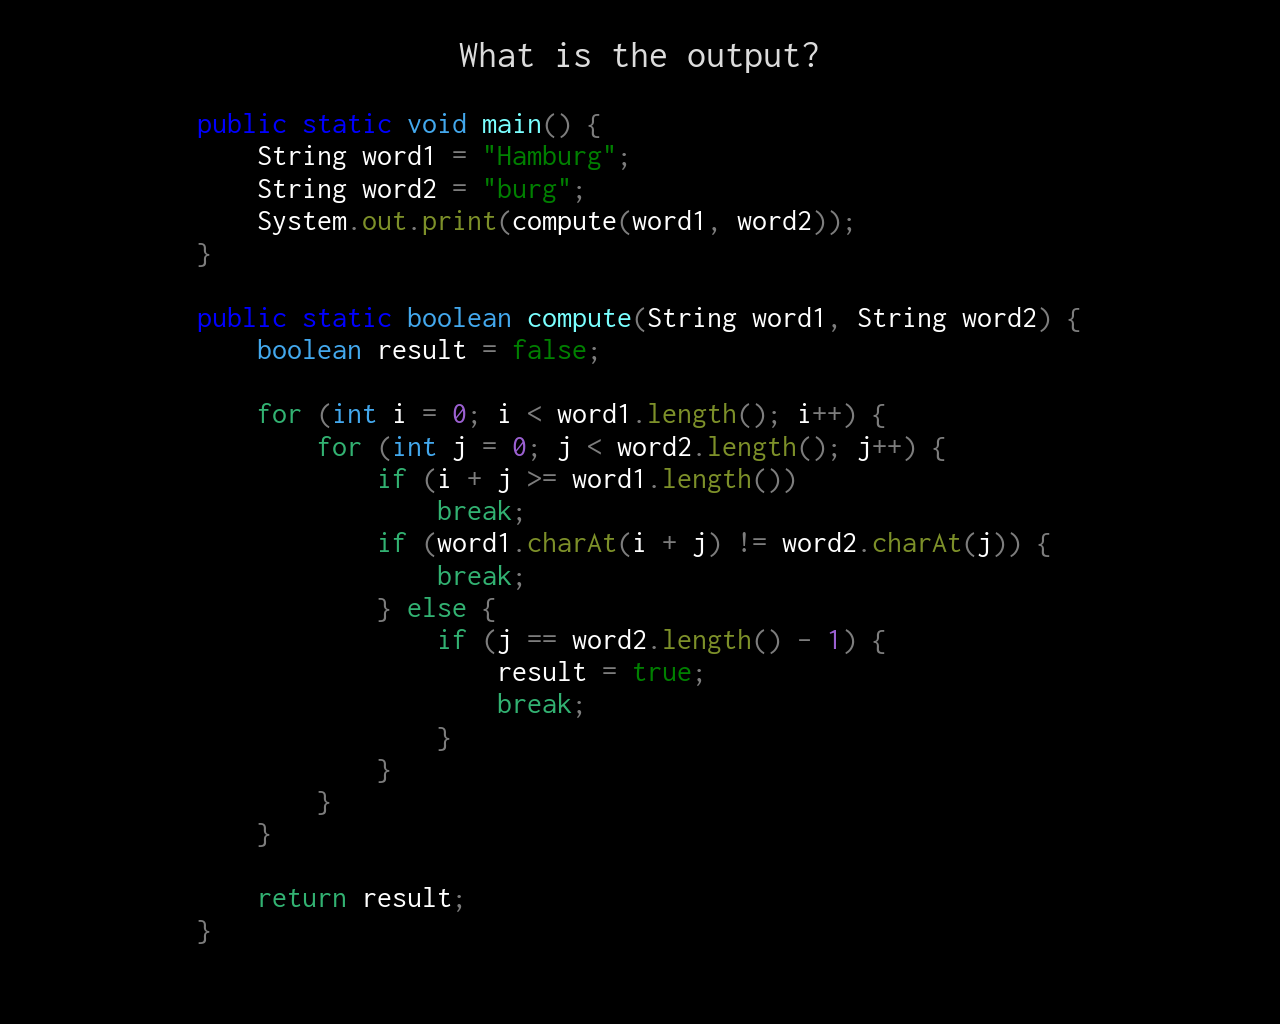 What is the output?
public static void main() {
    String word1 = "Hamburg";
    String word2 = "burg";
    System.out.print(compute(word1, word2));
}
public static boolean compute(String word1, String word2) {
    boolean result = false;
    for (int i = 0; i < word1.length(); i++) {
        for (int j = 0; j < word2.length(); j++) {
            if (i + j >= word1.length())
                break;
            if (word1.charAt(i + j) != word2.charAt(j)) {
                break;
            } else {
                if (j == word2.length() - 1) {
                    result = true;
                    break;
                }
            }
        }
    }
    return result;
}